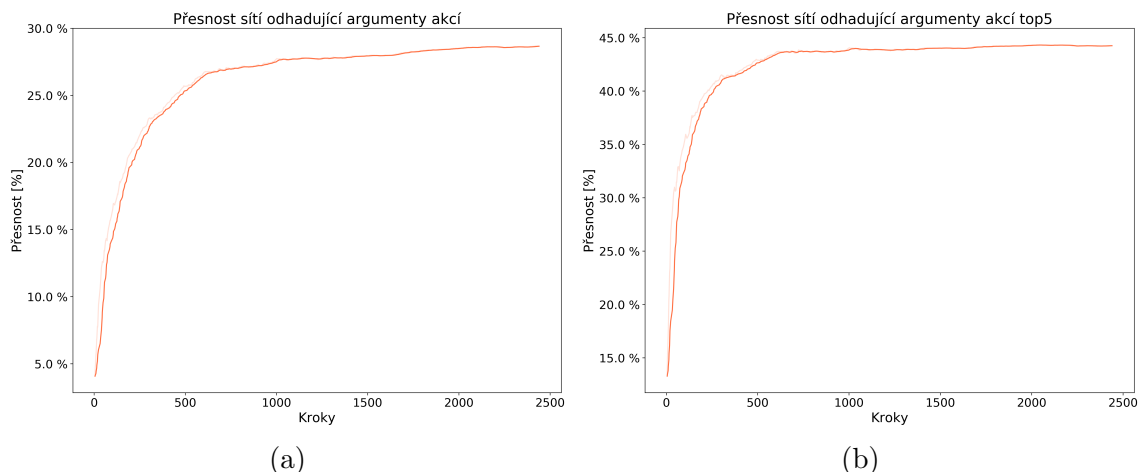 Přesnost sítí odhadující argumenty akcí
30.0 %
25.0 %
20.0 %
15.0 %
10.0 %
5.0 %
Přesnost [%]
0 500 1000 1500 2000 2500
Kroky
(a)
Přesnost sítí odhadující argumenty akcí top5
45.0 %
40.0 %
35.0 %
30.0 %
25.0 %
20.0 %
15.0 %
Přesnost [%]
0 500 1000 1500 2000 2500
Kroky
(b)